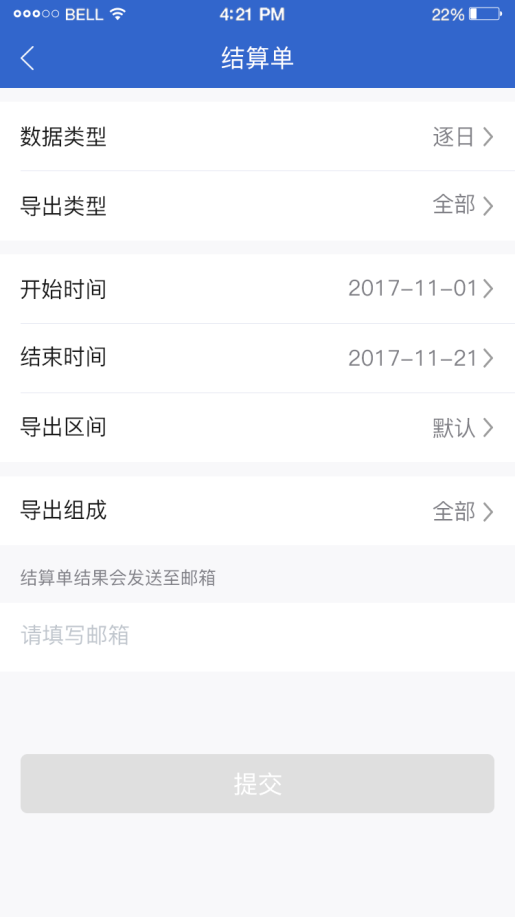 BELL 4:21 PM 22%
结算单
数据类型 逐日
导出类型 全部
开始时间 2017-11-01
结束时间 2017-11-21
导出区间 默认
导出组成 全部
结算单结果会发送至邮箱
请填写邮箱
提交